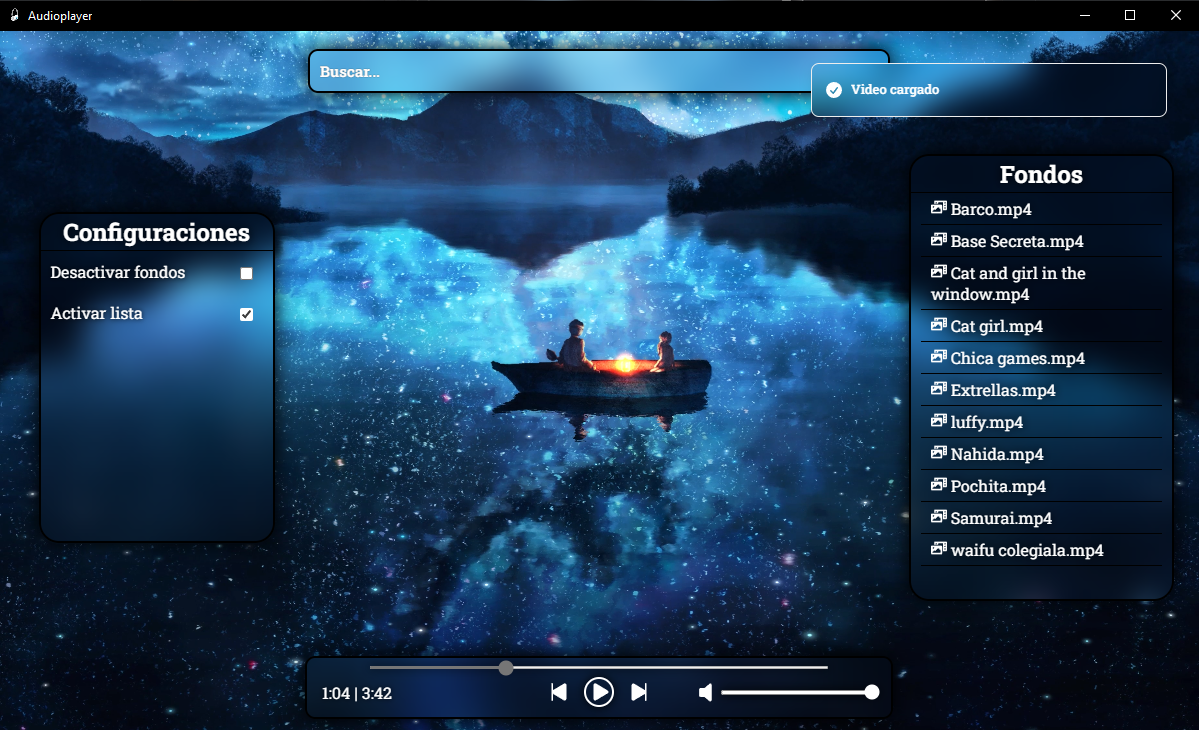 Audioplayer
Buscar...
Video cargado
Configuraciones
Desactivar fondos
Activar lista
Fondos
Barco.mp4
Base Secreta.mp4
Cat and girl in the
window.mp4
Cat girl.mp4
Chica games.mp4
Extrellas.mp4
luffy.mp4
Nahida.mp4
Pochita.mp4
Samurai.mp4
waifu colegiala.mp4
1:04 | 3:42